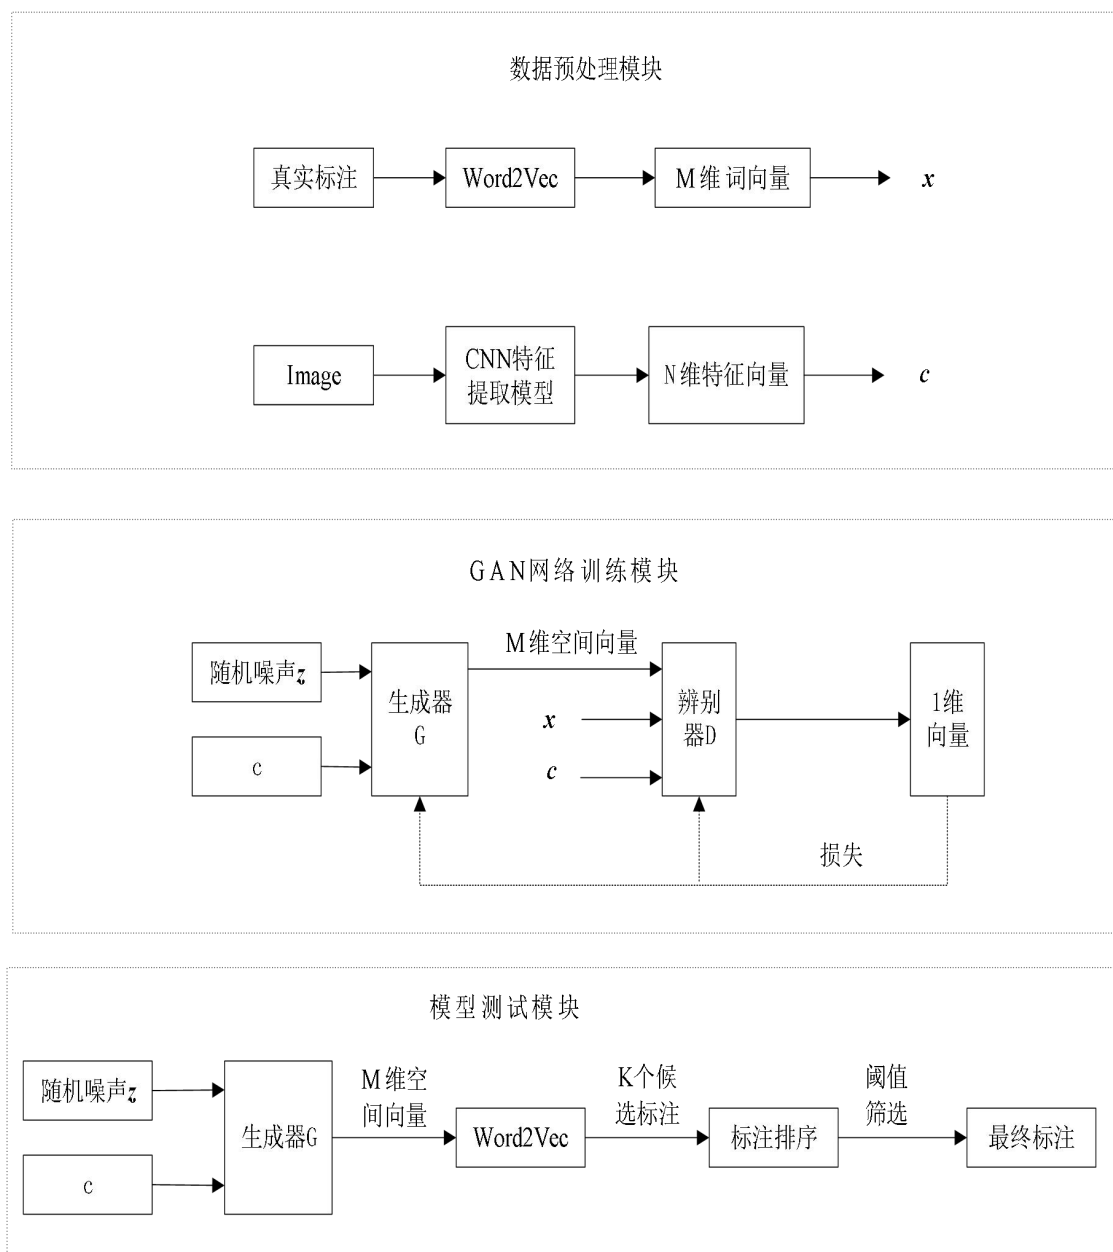 数据预处理模块
真实标注
Word2Vec
M维词向量
x
Image
CNN特征
提取模型
N维特征向量
c
GAN网络训练模块
随机噪声z
c
生成器
G
M维空间向量
x
c
辨别
器D
1维
向量
损失
模型测试模块
随机噪声z
c
生成器G
M维空
间向量
Word2Vec
K个候
选标注
标注排序
阈值
筛选
最终标注